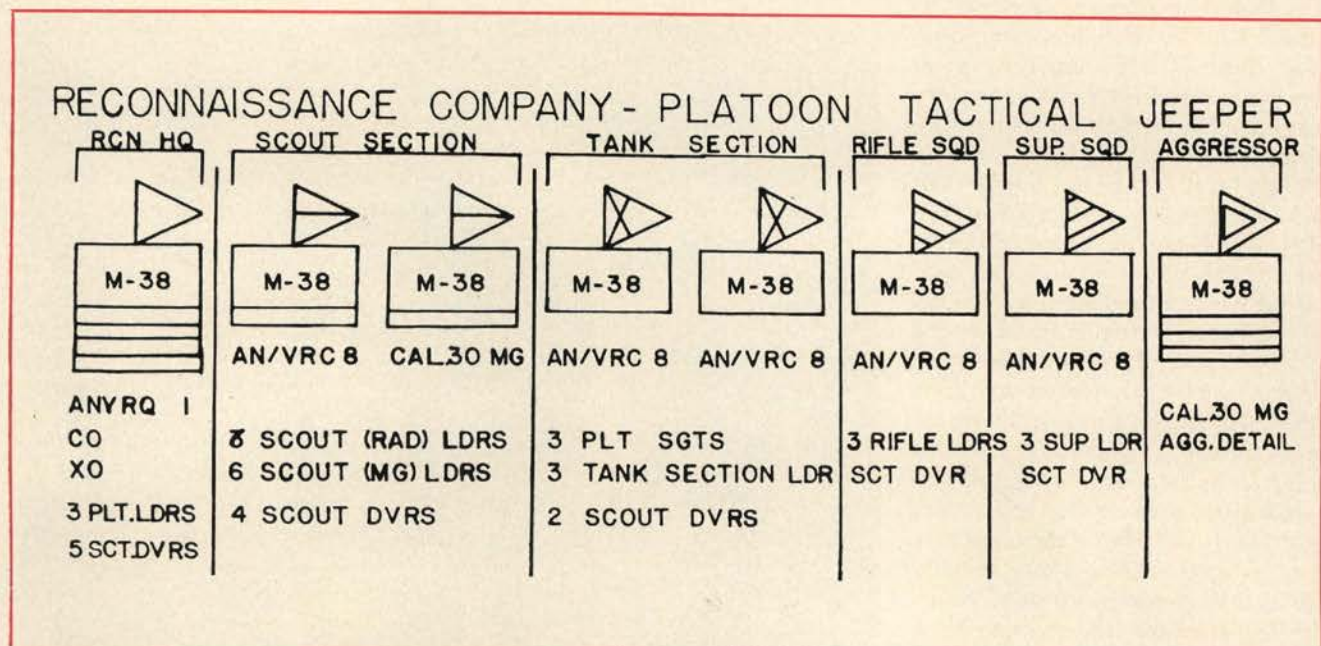 RECONNAISSANCE COMPANY - PLATOON TACTICAL JEEPER
RCN HQ
M-38
ANYRQ 1
CO
XO
3 PLT. LDRS
5 SCT. DVRS
SCOUT SECTION
M-38 M-38
AN/VRC 8 CAL.30 MG
SCOUT (RAD) LDRS
6 SCOUT (MG) LDRS
4 SCOUT DVRS
TANK SECTION
M-38 M-38
AN/VRC 8 AN/VRC 8
3 PLT SGTS
3 TANK SECTION LDR
2 SCOUT DVRS
RIFLE SQD
M-38
AN/VRC 8
3 RIFLE LDRS
SCT DVR
SUP. SQD
M-38
AN/VRC 8
3 SUP LDR
SCT DVR
AGGRESSOR
M-38
CAL.30 MG
AGG. DETAIL